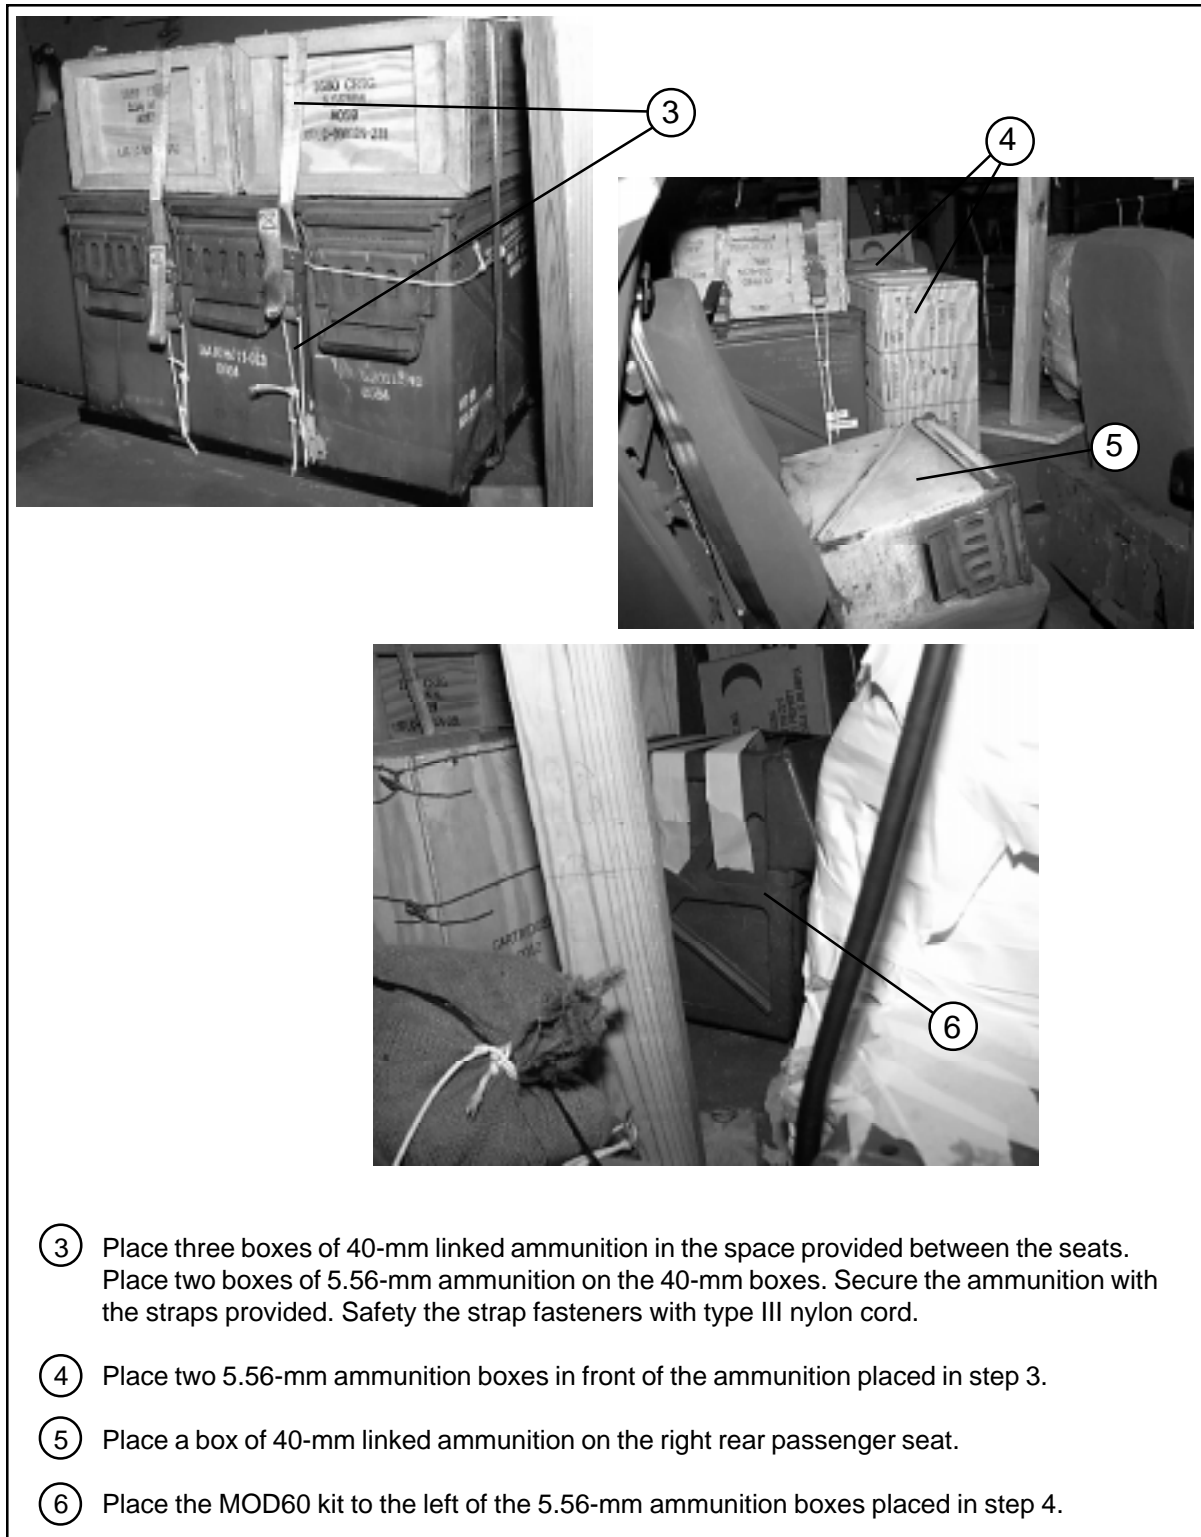 3
4
5
6
CARTRIDGE
3 Place three boxes of 40-mm linked ammunition in the space provided between the seats.
Place two boxes of 5.56-mm ammunition on the 40-mm boxes. Secure the ammunition with
the straps provided. Safety the strap fasteners with type III nylon cord.
4 Place two 5.56-mm ammunition boxes in front of the ammunition placed in step 3.
5 Place a box of 40-mm linked ammunition on the right rear passenger seat.
6 Place the MOD60 kit to the left of the 5.56-mm ammunition boxes placed in step 4.